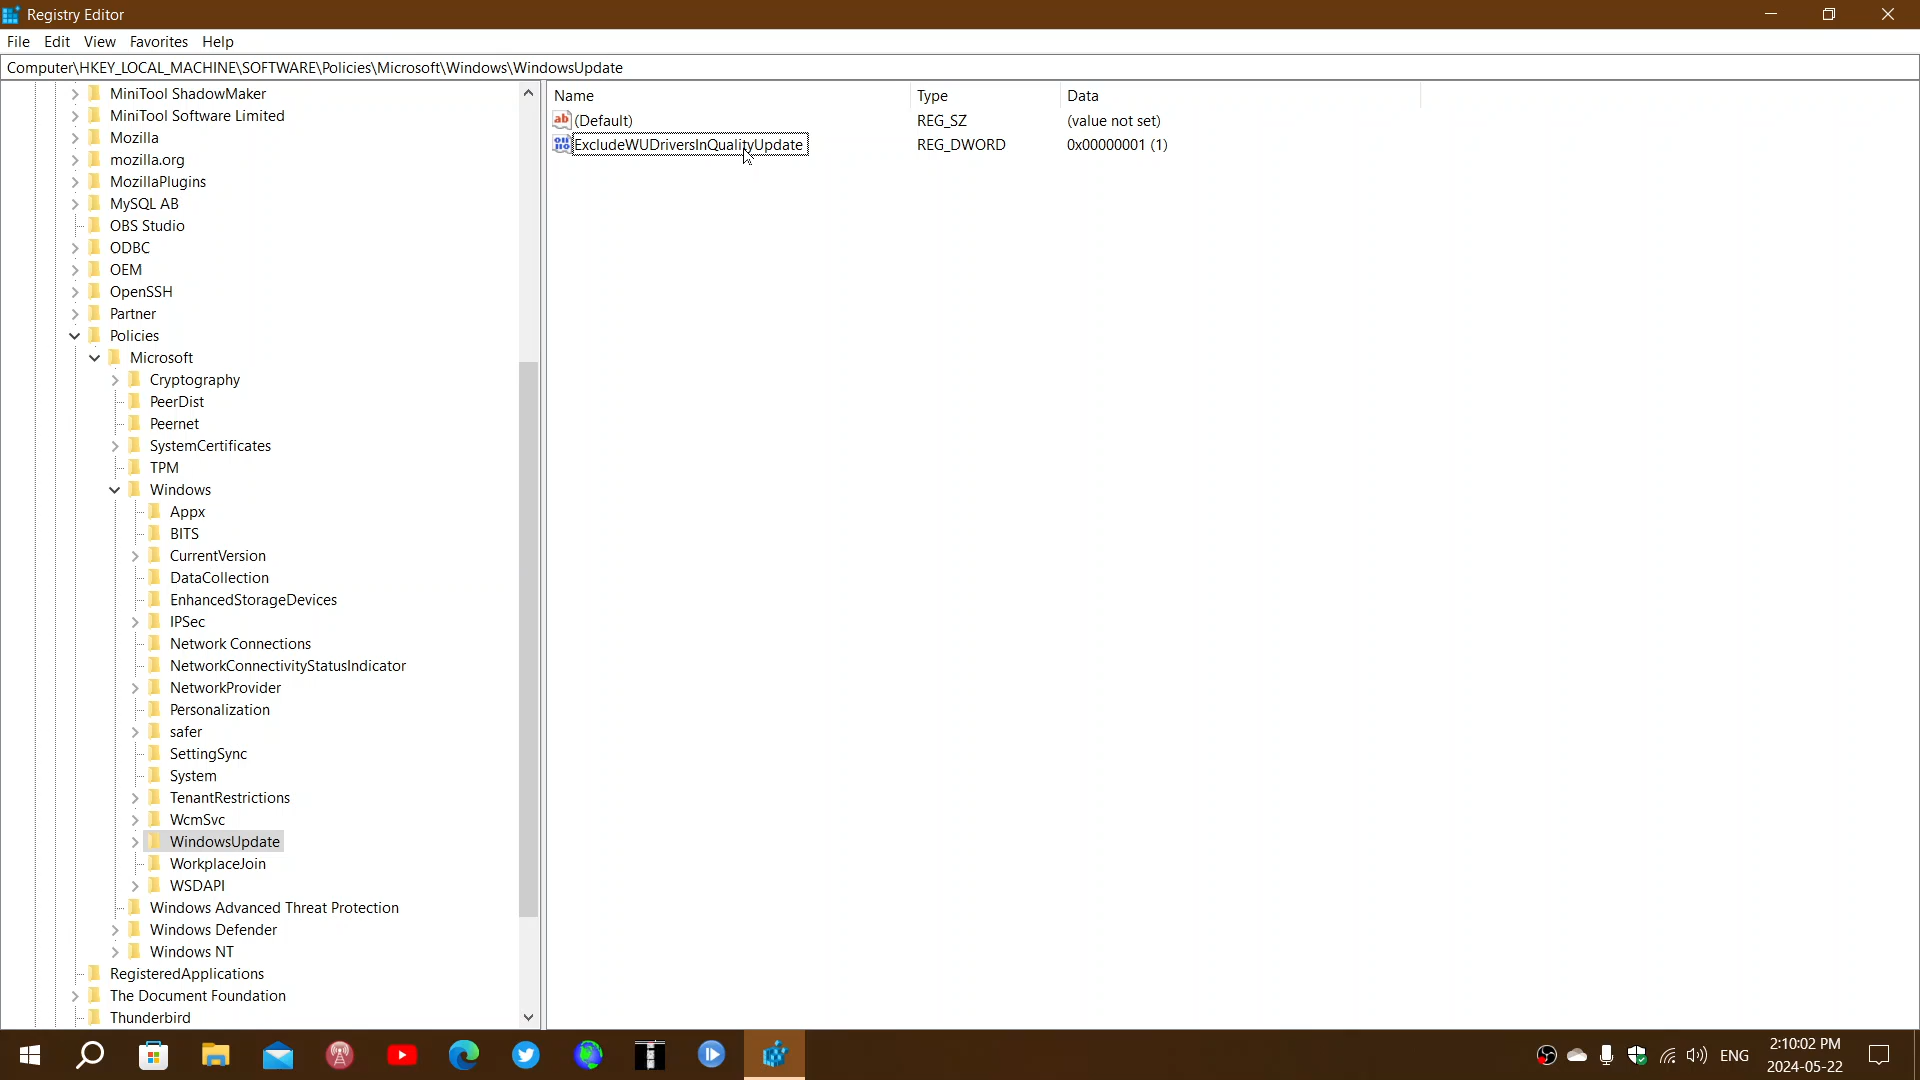 Registry Editor
File Edit View Favorites Help
Computer\HKEY_LOCAL_MACHINE\SOFTWARE\Policies\Microsoft\Windows\WindowsUpdate
MiniTool ShadowMaker
MiniTool Software Limited
Mozilla
mozilla.org
MozillaPlugins
MySQL AB
OBS Studio
ODBC
OEM
OpenSSH
Partner
Policies
Microsoft
Cryptography
PeerDist
Peernet
SystemCertificates
TPM
Windows
Appx
BITS
CurrentVersion
DataCollection
EnhancedStorageDevices
IPSec
Network Connections
NetworkConnectivityStatusIndicator
NetworkProvider
Personalization
safer
SettingSync
System
TenantRestrictions
WcmSvc
WindowsUpdate
WorkplaceJoin
WSDAPI
Windows Advanced Threat Protection
Windows Defender
Windows NT
RegisteredApplications
The Document Foundation
Thunderbird
Name Type Data
(Default) REG_SZ (value not set)
ExcludeWUDriversInQualityUpdate REG_DWORD 0x00000001 (1)
ENG
2:10:02 PM
2024-05-22